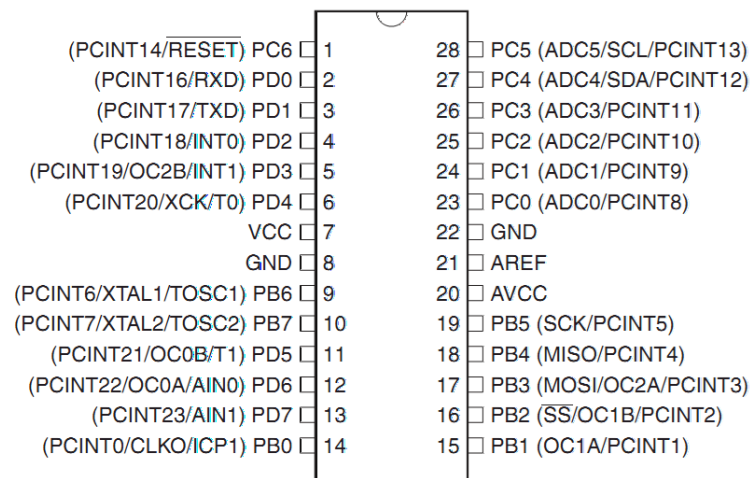 (PCINT14/RESET) PC6 1 28 PC5 (ADC5/SCL/PCINT13)
(PCINT16/RXD) PD0 2 27 PC4 (ADC4/SDA/PCINT12)
(PCINT17/TXD) PD1 3 26 PC3 (ADC3/PCINT11)
(PCINT18/INT0) PD2 4 25 PC2 (ADC2/PCINT10)
(PCINT19/OC2B/INT1) PD3 5 24 PC1 (ADC1/PCINT9)
(PCINT20/XCK/T0) PD4 6 23 PC0 (ADC0/PCINT8)
VCC 7 22 GND
GND 8 21 AREF
(PCINT6/XTAL1/TOSC1) PB6 9 20 AVCC
(PCINT7/XTAL2/TOSC2) PB7 10 19 PB5 (SCK/PCINT5)
(PCINT21/OC0B/T1) PD5 11 18 PB4 (MISO/PCINT4)
(PCINT22/OC0A/AIN0) PD6 12 17 PB3 (MOSI/OC2A/PCINT3)
(PCINT23/AIN1) PD7 13 16 PB2 (SS/OC1B/PCINT2)
(PCINT0/CLKO/ICP1) PB0 14 15 PB1 (OC1A/PCINT1)